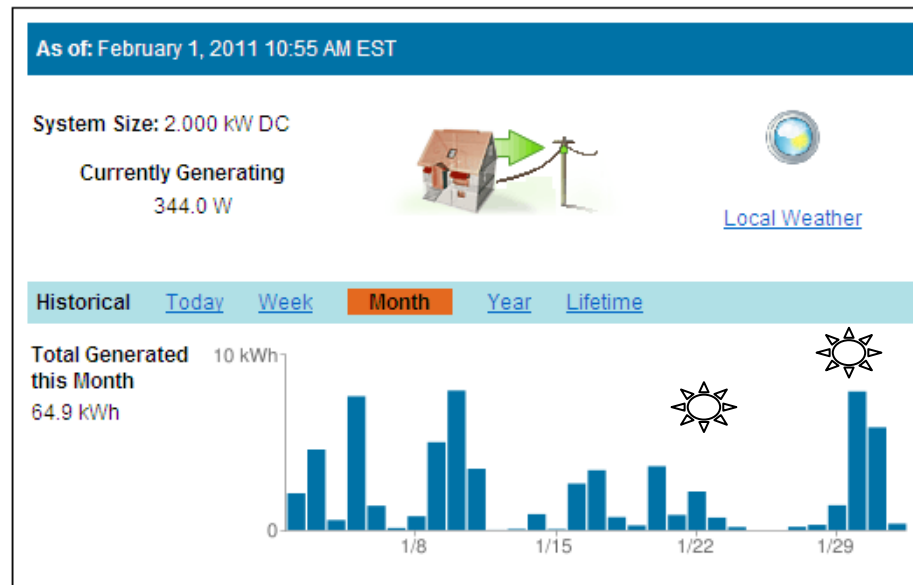 As of: February 1, 2011 10:55 AM EST
System Size: 2.000 kW DC
Currently Generating
344.0 W
Local Weather
Historical Today Week Month Year Lifetime
Total Generated
this Month
64.9 kWh
10 kWh
0
1/8 1/15 1/22 1/29